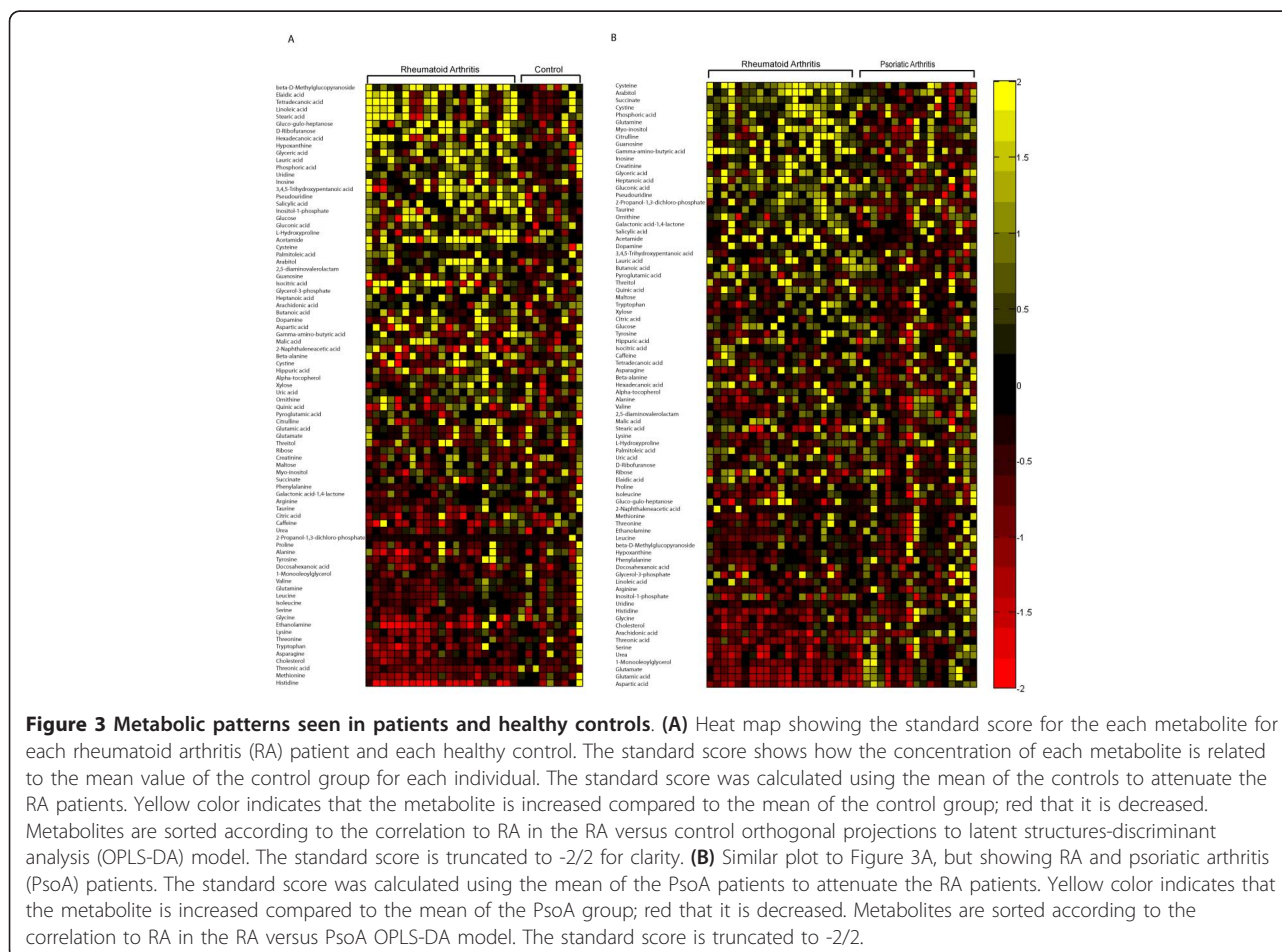 A
B
Rheumatoid Arthritis
Control
Rheumatoid Arthritis
Psoriatic Arthritis
beta-D-Methylglucopyranoside
Elaidic acid
Tetradecanoic acid
Linoleic acid
Stearic acid
Gluco-gulo-heptanose
D-Ribofuranose
Hexadecanoic acid
Hypoxanthine
Glyceric acid
Lauric acid
Phosphoric acid
Uridine
Inosine
3,4,5-Trihydroxypentanoic acid
Pseudouridine
Salicylic acid
Inositol-1-phosphate
Glucose
Gluconic acid
L-Hydroxyproline
Acetamide
Cysteine
Palmitoleic acid
Arabitol
2,5-diaminovalerolactam
Guanosine
Isocitric acid
Glycerol-3-phosphate
Heptanoic acid
Arachidonic acid
Butanoic acid
Dopamine
Aspartic acid
Gamma-amino-butyric acid
Malic acid
2-Naphthaleneacetic acid
Beta-alanine
Cystine
Hippuric acid
Alpha-tocopherol
Xylose
Uric acid
Ornithine
Quinic acid
Pyroglutamic acid
Citrulline
Glutamic acid
Glutamate
Threitol
Ribose
Creatinine
Maltose
Myo-inositol
Succinate
Phenylalanine
Galactonic acid-1,4-lactone
Arginine
Taurine
Citric acid
Caffeine
Urea
2-Propanol-1,3-dichloro-phosphate
Proline
Alanine
Tyrosine
Docosahexanoic acid
1-Monooleoylglycerol
Valine
Glutamine
Leucine
Isoleucine
Serine
Glycine
Ethanolamine
Lysine
Threonine
Tryptophan
Asparagine
Cholesterol
Threonic acid
Methionine
Histidine
Cysteine
Arabitol
Succinate
Cystine
Phosphoric acid
Glutamine
Myo-inositol
Citrulline
Guanosine
Gamma-amino-butyric acid
Inosine
Creatinine
Glyceric acid
Heptanoic acid
Gluconic acid
Pseudouridine
2-Propanol-1,3-dichloro-phosphate
Taurine
Ornithine
Galactonic acid-1,4-lactone
Salicylic acid
Acetamide
Dopamine
3,4,5-Trihydroxypentanoic acid
Lauric acid
Butanoic acid
Pyroglutamic acid
Threitol
Quinic acid
Maltose
Tryptophan
Xylose
Citric acid
Glucose
Tyrosine
Hippuric acid
Isocitric acid
Caffeine
Tetradecanoic acid
Asparagine
Beta-alanine
Hexadecanoic acid
Alpha-tocopherol
Alanine
Valine
2,5-diaminovalerolactam
Malic acid
Stearic acid
Lysine
L-Hydroxyproline
Palmitoleic acid
Uric acid
D-Ribofuranose
Ribose
Elaidic acid
Proline
Isoleucine
Gluco-gulo-heptanose
2-Naphthaleneacetic acid
Methionine
Threonine
Ethanolamine
Leucine
beta-D-Methylglucopyranoside
Hypoxanthine
Phenylalanine
Docosahexanoic acid
Glycerol-3-phosphate
Linoleic acid
Arginine
Inositol-1-phosphate
Uridine
Histidine
Glycine
Cholesterol
Arachidonic acid
Threonic acid
Serine
Urea
1-Monooleoylglycerol
Glutamate
Glutamic acid
Aspartic acid
2
1.5
1
0.5
0
-0.5
-1
-1.5
-2
Figure 3 Metabolic patterns seen in patients and healthy controls. (A) Heat map showing the standard score for the each metabolite for
each rheumatoid arthritis (RA) patient and each healthy control. The standard score shows how the concentration of each metabolite is related
to the mean value of the control group for each individual. The standard score was calculated using the mean of the controls to attenuate the
RA patients. Yellow color indicates that the metabolite is increased compared to the mean of the control group; red that it is decreased.
Metabolites are sorted according to the correlation to RA in the RA versus control orthogonal projections to latent structures-discriminant
analysis (OPLS-DA) model. The standard score is truncated to -2/2 for clarity. (B) Similar plot to Figure 3A, but showing RA and psoriatic arthritis
(PsoA) patients. The standard score was calculated using the mean of the PsoA patients to attenuate the RA patients. Yellow color indicates that
the metabolite is increased compared to the mean of the PsoA group; red that it is decreased. Metabolites are sorted according to the
correlation to RA in the RA versus PsoA OPLS-DA model. The standard score is truncated to -2/2.